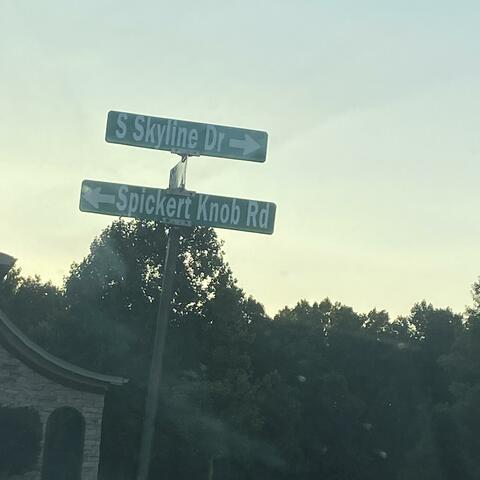 S Skyline Dr →
← Spickert Knob Rd